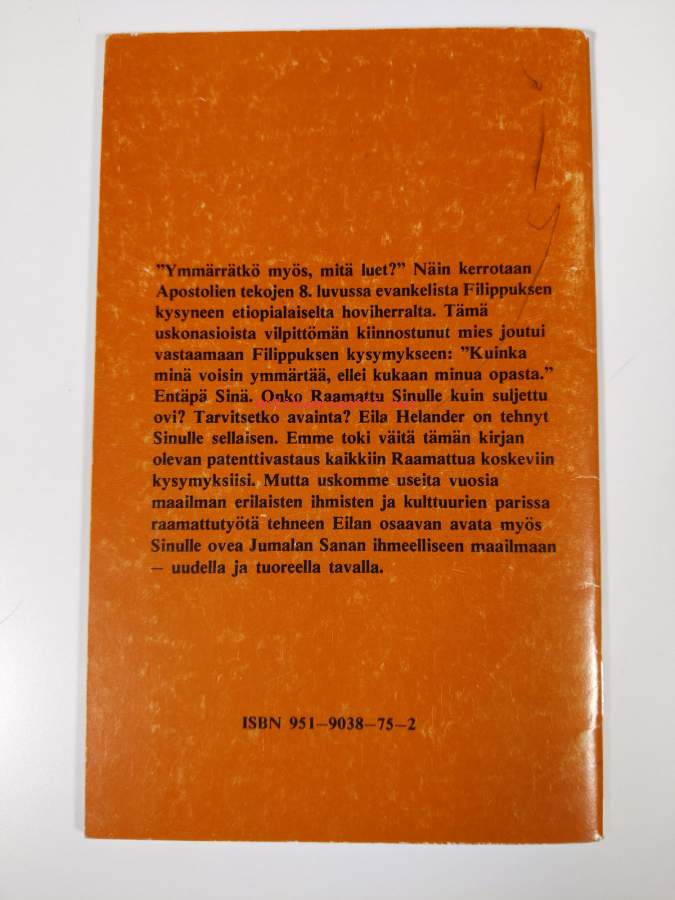 ”Ymmärrätkö myös, mitä luet?” Näin kerrotaan
Apostolien tekojen 8. luvussa evankelista Filippuksen
kysyneen etiopialaiselta hoviherralta. Tämä
uskonasioista vilpittömän kiinnostunut mies joutui
vastaamaan Filippuksen kysymykseen: ”Kuinka
minä voisin ymmärtää, ellei kukaan minua opasta.”
Entäpä Sinä. Onko Raamattu Sinulle kuin suljettu
ovi? Tarvitsetko avainta? Eila Helander on tehnyt
Sinulle sellaisen. Emme toki väitä tämän kirjan
olevan patenttivastaus kaikkiin Raamattua koskeviin
kysymyksiisi. Mutta uskomme useita vuosia
maailman erilaisten ihmisten ja kulttuurien parissa
raamattutyötä tehneen Eilan osaavan avata myös
Sinulle ovea Jumalan Sanan ihmeelliseen maailmaan
– uudella ja tuoreella tavalla.
ISBN 951–9038–75–2